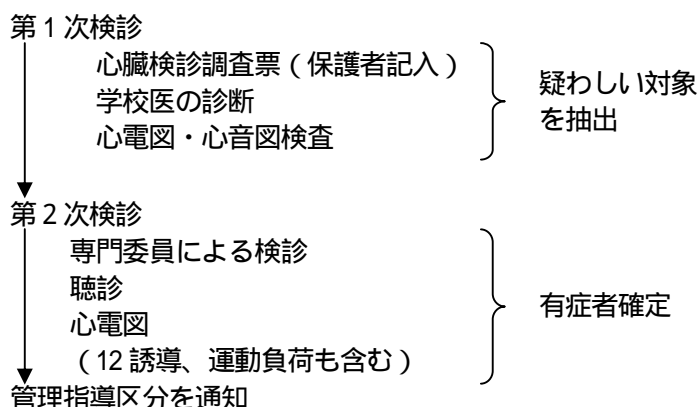 第1次検診
心臓検診調査票(保護者記入)
学校医の診断
心電図・心音図検査
疑わしい対象
を抽出
第2次検診
専門委員による検診
聴診
心電図
(12誘導、運動負荷も含む)
有症者確定
管理指導区分を通知